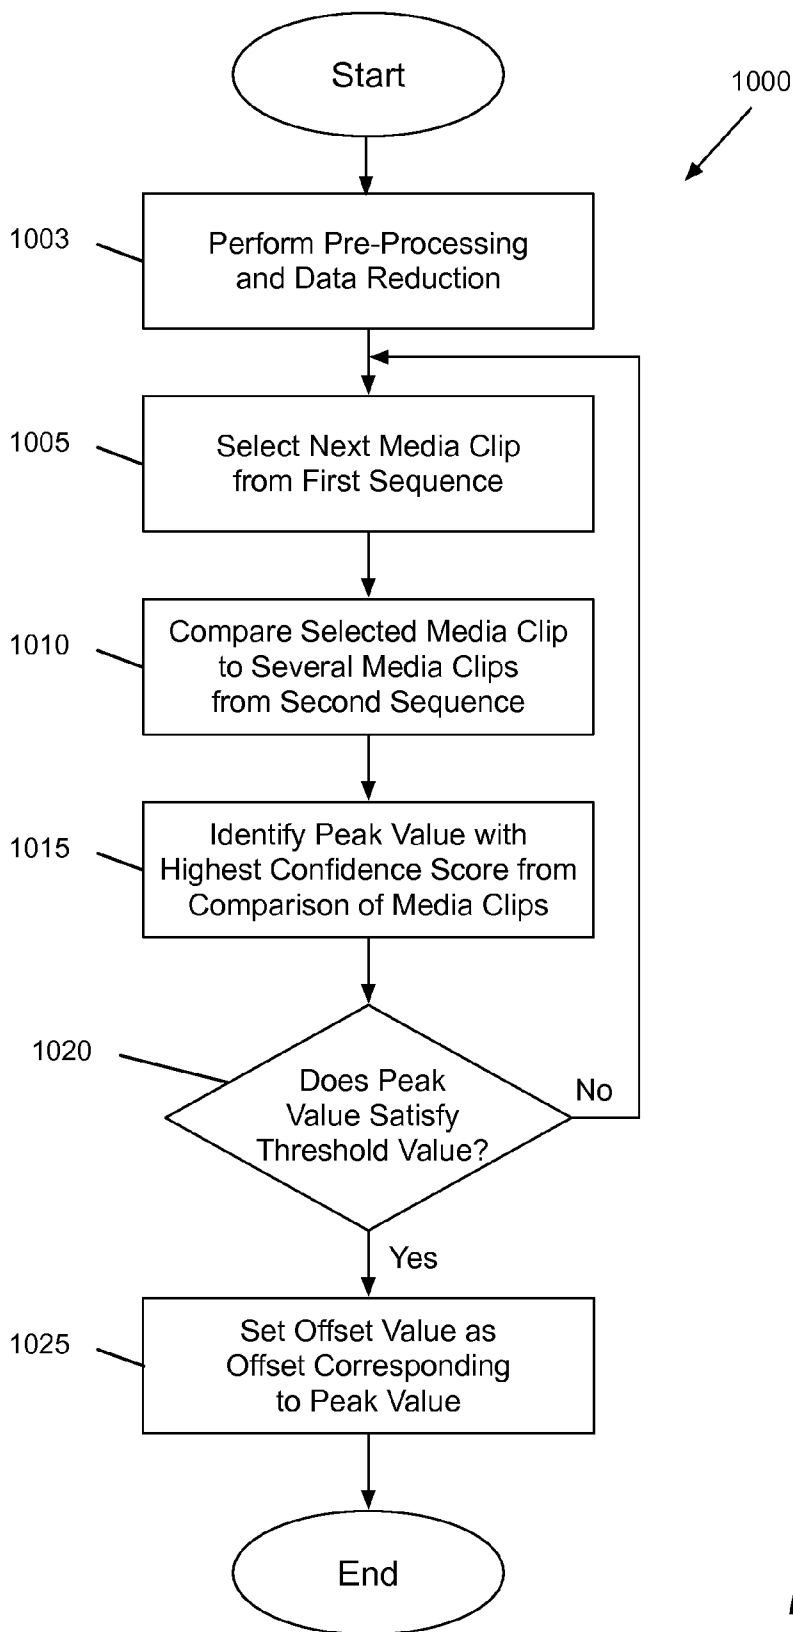 Start
1000
1003
Perform Pre-Processing
and Data Reduction
1005
Select Next Media Clip
from First Sequence
1010
Compare Selected Media Clip
to Several Media Clips
from Second Sequence
1015
Identify Peak Value with
Highest Confidence Score from
Comparison of Media Clips
1020
Does Peak
Value Satisfy
Threshold Value?
No
Yes
1025
Set Offset Value as
Offset Corresponding
to Peak Value
End